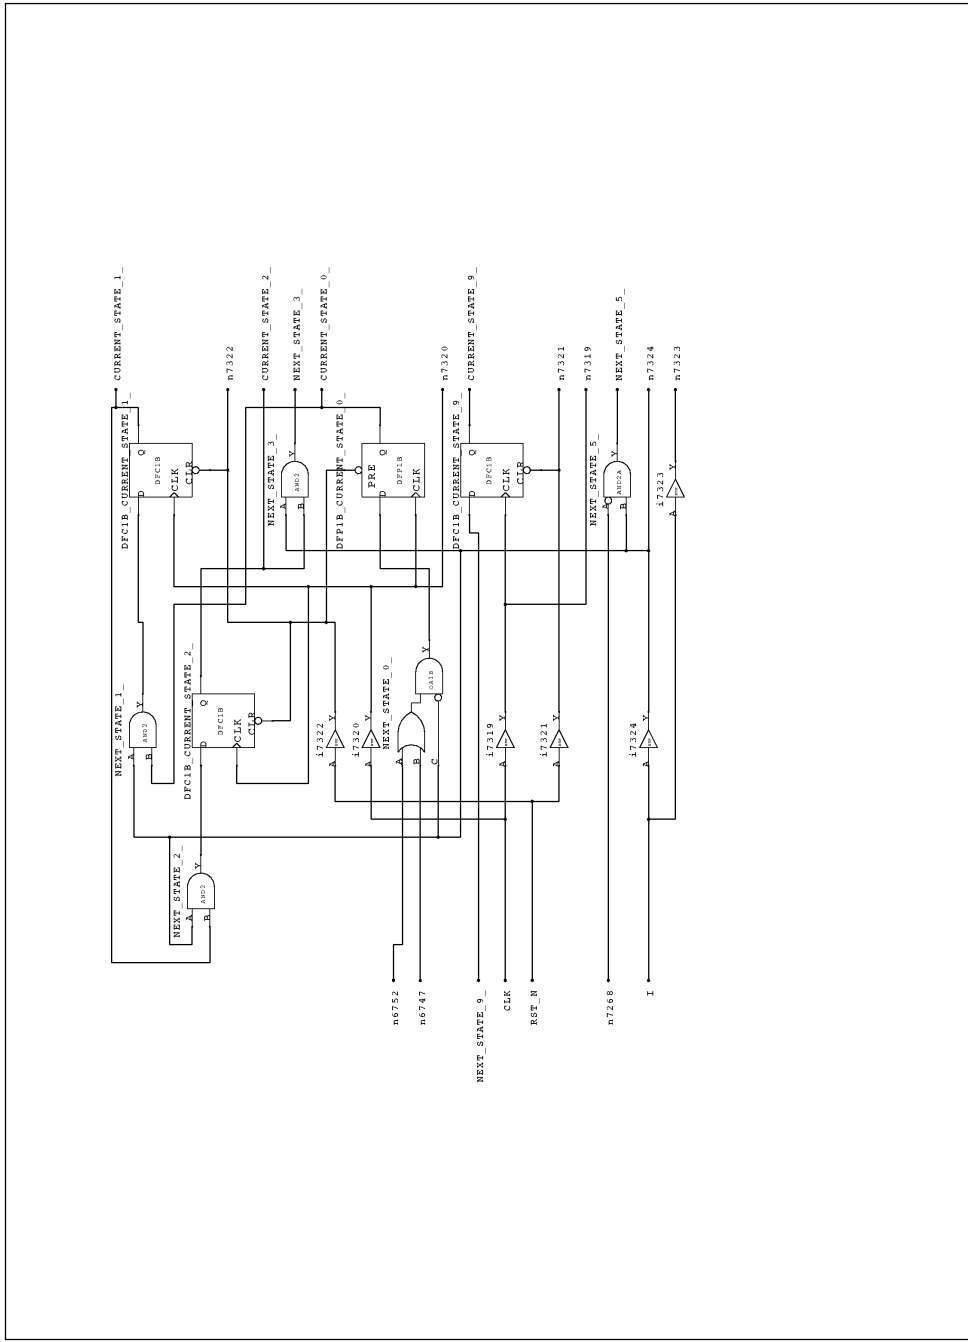 CURRENT_STATE_1_
NEXT_STATE_1_
DFC1B_CURRENT_STATE_1_
A
Y
D
Q
AND2
B
DFC1B
CLK
CLR
NEXT_STATE_2_
DFC1B_CURRENT_STATE_2_
A
Y
D
Q
AND2
B
DFC1B
n7322
CLK
CLR
CURRENT_STATE_2_
NEXT_STATE_3_
A
Y
AND2
NEXT_STATE_3_
B
i7322
CURRENT_STATE_0_
A
Y
DFP1B_CURRENT_STATE_0_
i7320
A
Y
PRE
D
Q
NEXT_STATE_0_
n6752
A
DFP1B
CLK
B
n6747
Y
OA1B
C
n7320
DFC1B_CURRENT_STATE_9_
D
Q
CURRENT_STATE_9_
NEXT_STATE_9_
DFC1B
i7319
A
Y
CLK
CLK
CLR
RST_N
i7321
A
Y
n7321
n7319
NEXT_STATE_5_
A
n7268
Y
AND2A
NEXT_STATE_5_
B
i7324
A
Y
I
n7324
i7323
A
Y
n7323